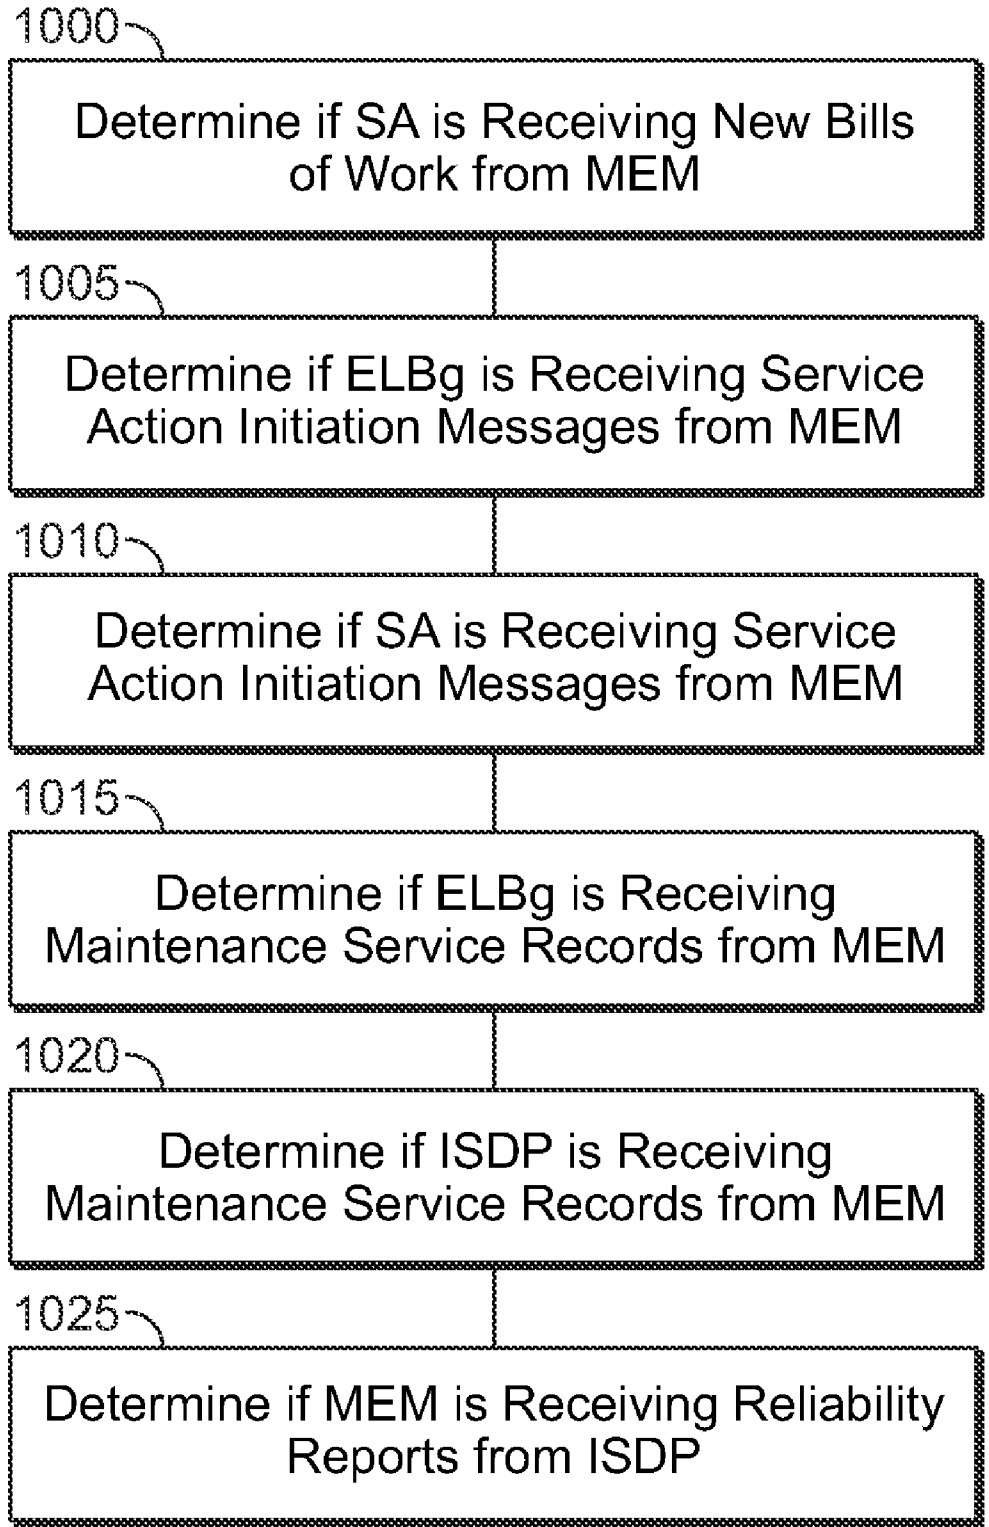 1000
Determine if SA is Receiving New Bills
of Work from MEM
1005
Determine if ELBg is Receiving Service
Action Initiation Messages from MEM
1010
Determine if SA is Receiving Service
Action Initiation Messages from MEM
1015
Determine if ELBg is Receiving
Maintenance Service Records from MEM
1020
Determine if ISDP is Receiving
Maintenance Service Records from MEM
1025
Determine if MEM is Receiving Reliability
Reports from ISDP